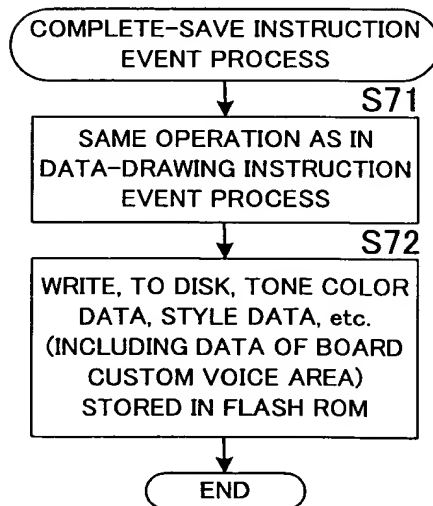 COMPLETE-SAVE INSTRUCTION
EVENT PROCESS
S71
SAME OPERATION AS IN
DATA-DRAWING INSTRUCTION
EVENT PROCESS
S72
WRITE, TO DISK, TONE COLOR
DATA, STYLE DATA, etc.
(INCLUDING DATA OF BOARD
CUSTOM VOICE AREA)
STORED IN FLASH ROM
END